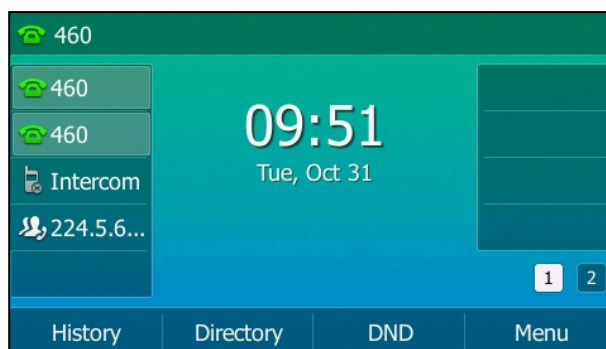 460
460
460
Intercom
224.5.6...
09:51
Tue, Oct 31
1 2
History Directory DND Menu